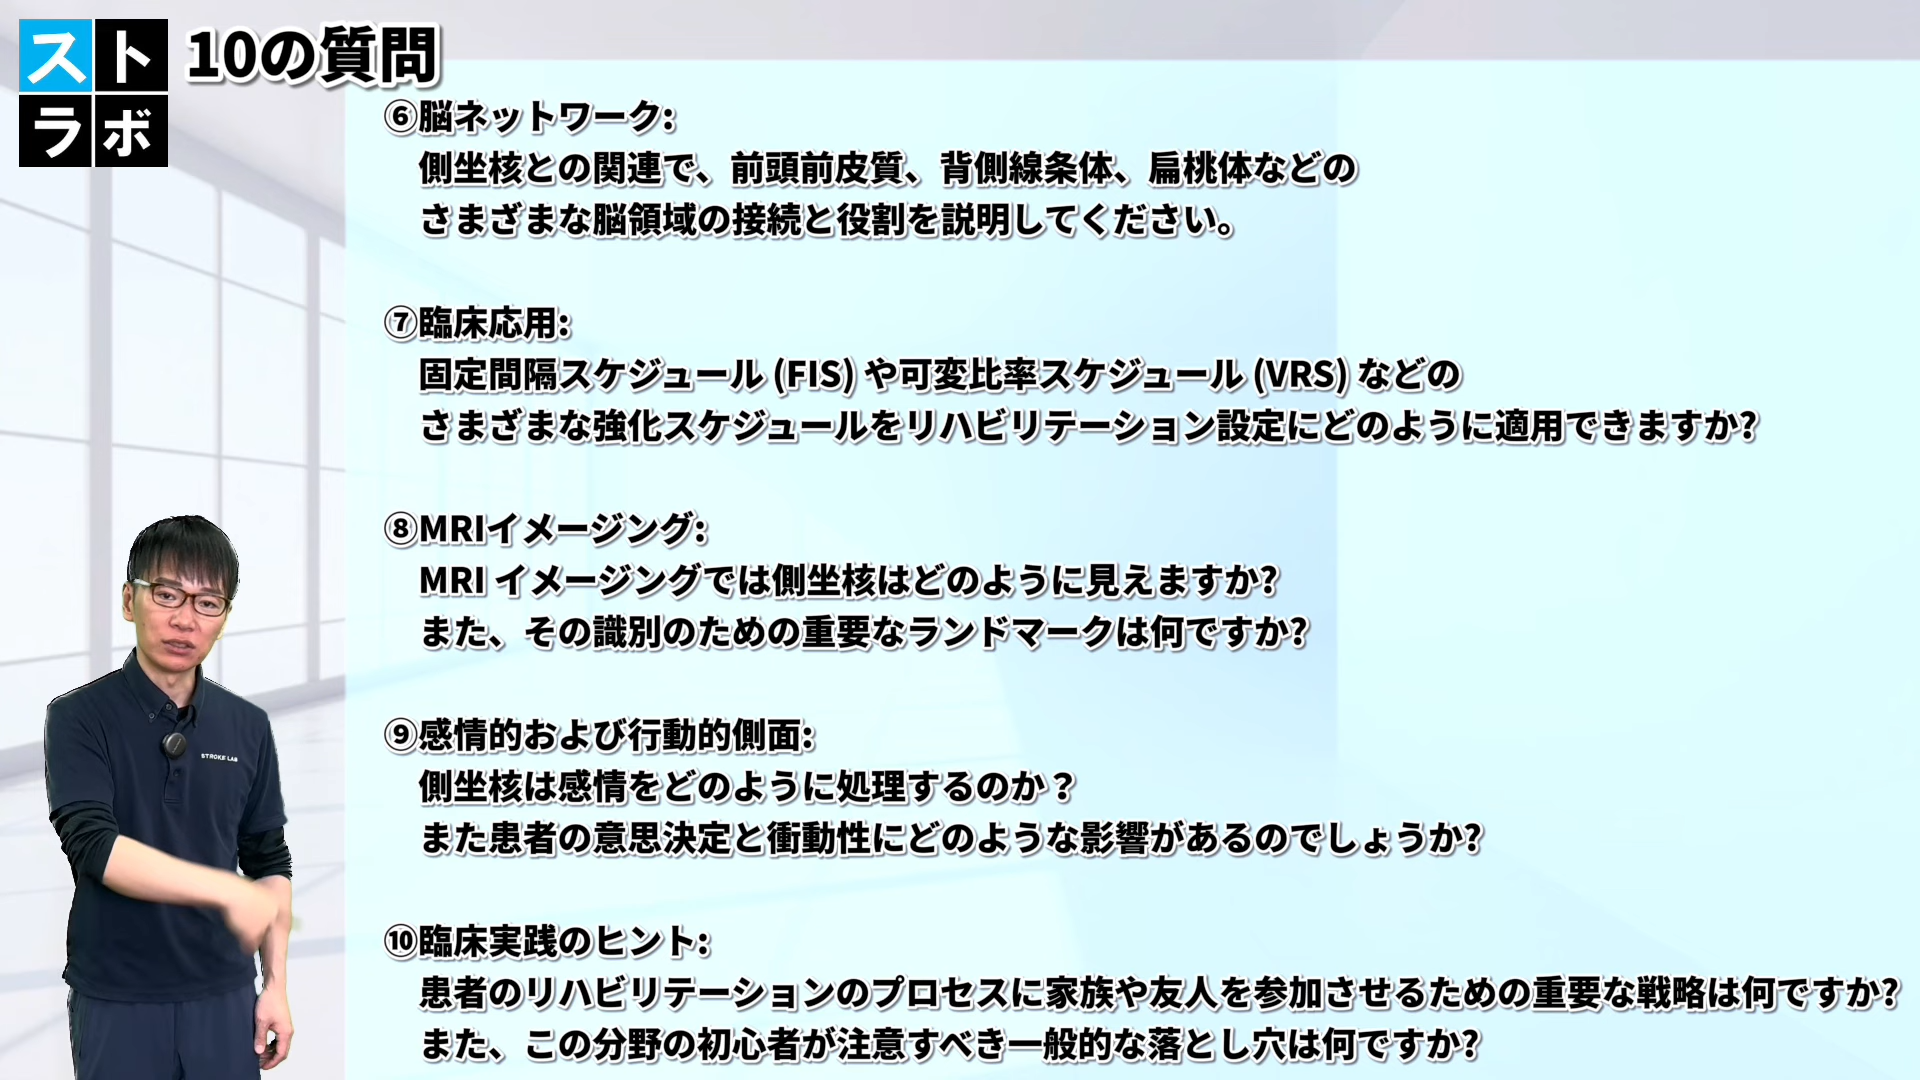 スト
ラボ
10の質問
⑥脳ネットワーク:
側坐核との関連で、前頭前皮質、背側線条体、扁桃体などの
さまざまな脳領域の接続と役割を説明してください。
⑦臨床応用:
固定間隔スケジュール (FIS) や可変比率スケジュール (VRS) などの
さまざまな強化スケジュールをリハビリテーション設定にどのように適用できますか?
⑧MRIイメージング:
MRI イメージングでは側坐核はどのように見えますか?
また、その識別のための重要なランドマークは何ですか?
⑨感情的および行動的側面:
側坐核は感情をどのように処理するのか？
また患者の意思決定と衝動性にどのような影響があるのでしょうか?
⑩臨床実践のヒント:
患者のリハビリテーションのプロセスに家族や友人を参加させるための重要な戦略は何ですか?
また、この分野の初心者が注意すべき一般的な落とし穴は何ですか?
STROKE LAB